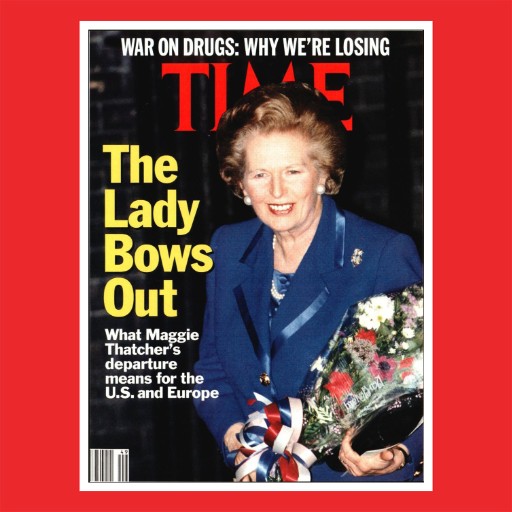 WAR ON DRUGS: WHY WE'RE LOSING
TIME
The
Lady
Bows
Out
What Maggie
Thatcher's
departure
means for the
U.S. and Europe